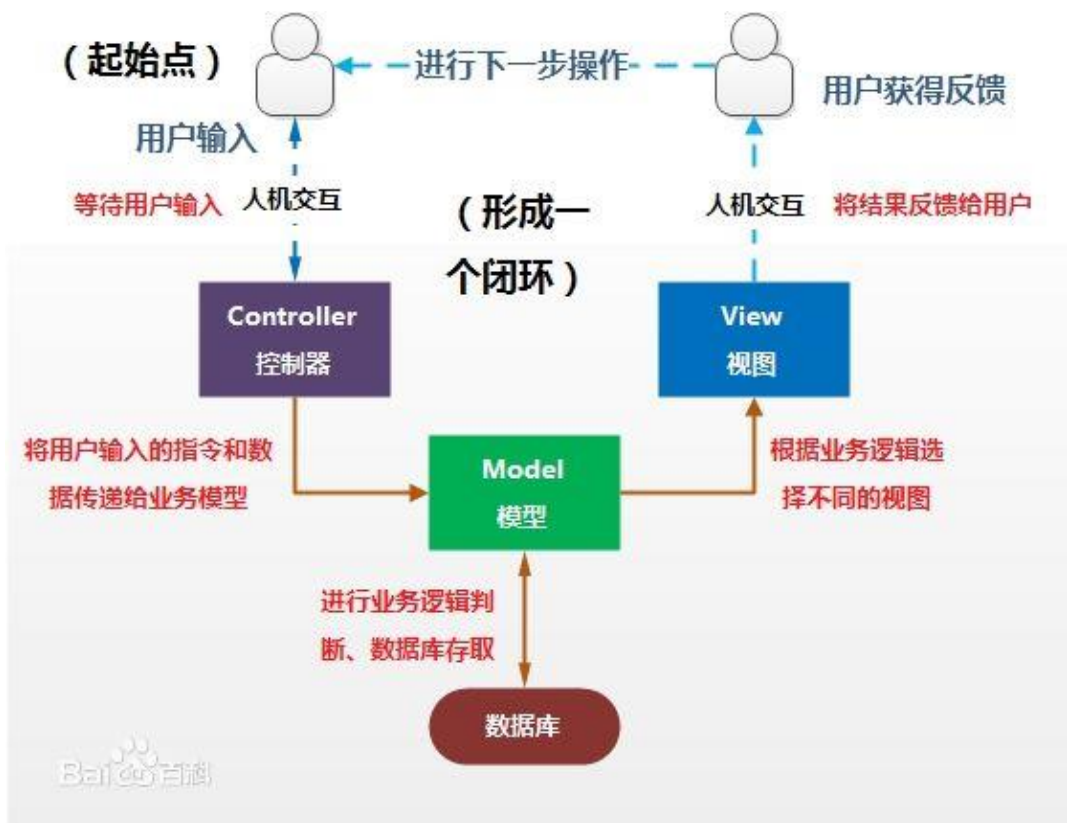 （起始点）
进行下一步操作
用户获得反馈
用户输入
等待用户输入
人机交互
（形成一
个闭环）
人机交互
将结果反馈给用户
Controller
控制器
View
视图
将用户输入的指令和数
据传递给业务模型
Model
模型
根据业务逻辑选
择不同的视图
进行业务逻辑判
断、数据库存取
数据库
Bai du 百科